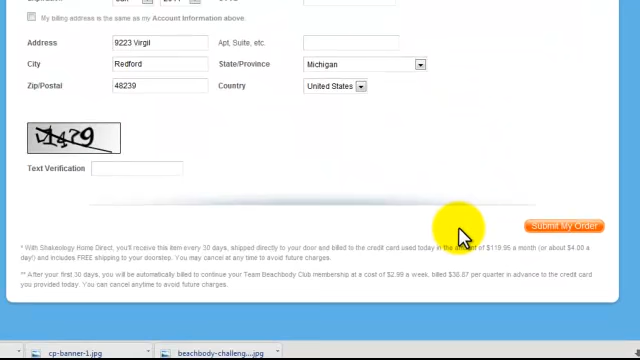 My billing address is the same as my Account Information above.
Address 9223 Virgil Apt, Suite, etc.
City Redford State/Province Michigan
Zip/Postal 48239 Country United States
Text Verification
Submit My Order
* With Shakeology Home Direct, you'll receive this item every 30 days, shipped directly to your door and billed to the credit card used today in the amount of $119.95 a month (or about $4.00 a
day!) and includes FREE shipping to your doorstep. You may cancel at any time to avoid future charges.
** After your first 30 days, you will be automatically billed to continue your Team Beachbody Club membership at a cost of $2.99 a week, billed $38.87 per quarter in advance to the credit card
you provided today. You can cancel anytime to avoid future charges.
cp-banner-1.jpg beachbody-challeng....jpg